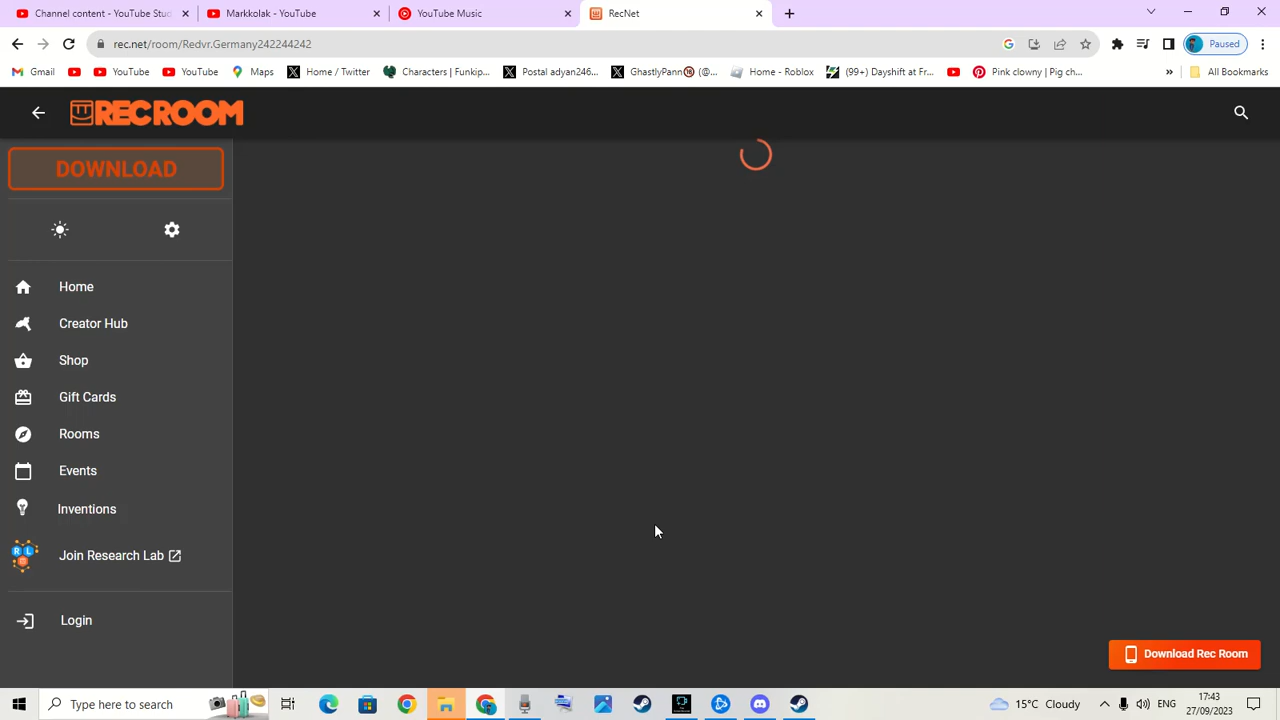 Channel content - YouTube Stud
Markkolak - YouTube
YouTube Music
RecNet
rec.net/room/Redvr.Germany242244242
Paused
Gmail
YouTube
YouTube
Maps
Home / Twitter
Characters | Funkip...
Postal adyan246...
GhastlyPann🔞 (@...
Home - Roblox
(99+) Dayshift at Fr...
Pink clowny | Pig ch...
»
All Bookmarks
REC ROOM
DOWNLOAD
Home
Creator Hub
Shop
Gift Cards
Rooms
Events
Inventions
Join Research Lab
Login
Download Rec Room
Type here to search
15°C Cloudy
ENG
17:43
27/09/2023